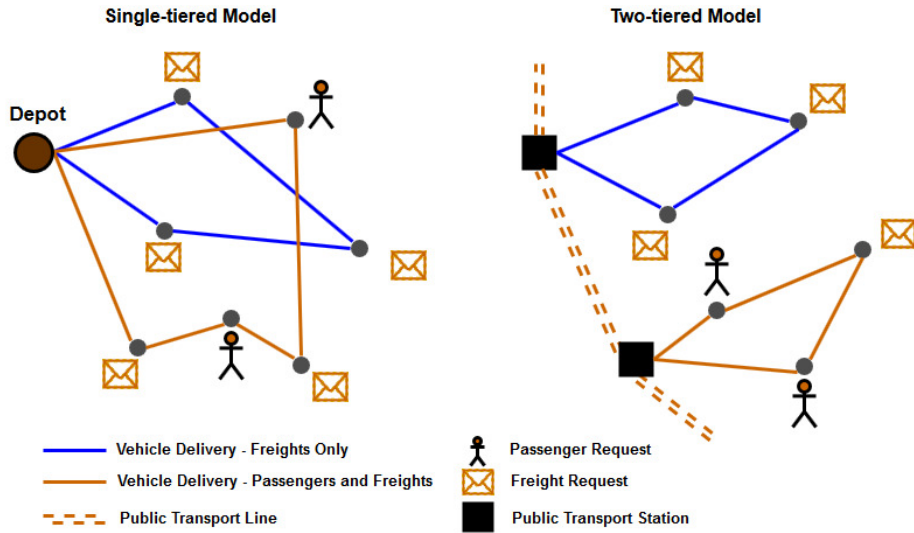 Single-tiered Model
Two-tiered Model
Depot
Vehicle Delivery - Freights Only
Vehicle Delivery - Passengers and Freights
Public Transport Line
Passenger Request
Freight Request
Public Transport Station